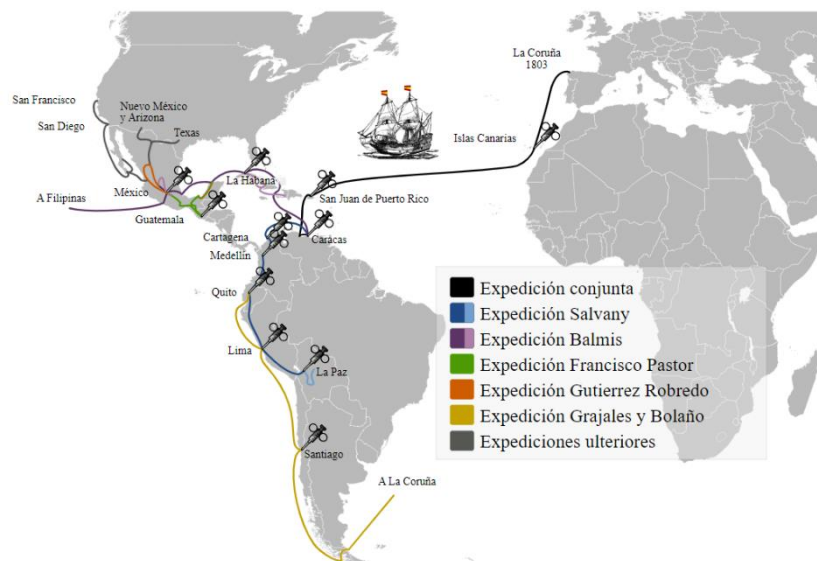 La Coruña
1803
San Francisco
Nuevo México
y Arizona
San Diego
Texas
Islas Canarias
La Habana
México
A Filipinas
San Juan de Puerto Rico
Guatemala
Cartagena
Carácas
Medellín
Quito
Lima
La Paz
Santiago
A La Coruña
Expedición conjunta
Expedición Salvany
Expedición Balmis
Expedición Francisco Pastor
Expedición Gutierrez Robredo
Expedición Grajales y Bolaño
Expediciones ulteriores